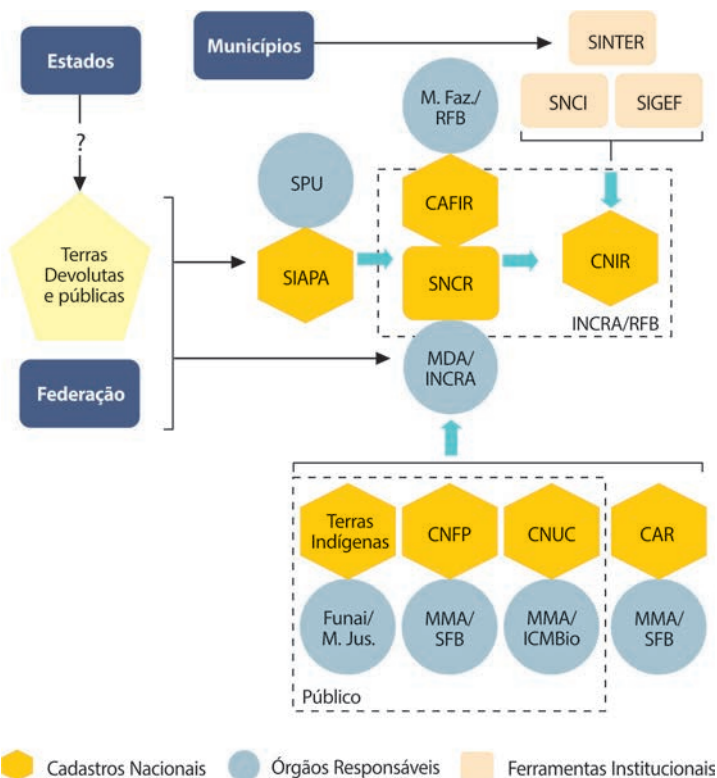 Municípios
SINTER
Estados
M. Faz./
RFB
SNCI
SIGEF
?
SPU
CAFIR
Terras
Devolutas
e públicas
SIAPA
SNCR
CNIR
INCRA/RFB
MDA/
INCRA
Federação
Terras
Indígenas
CNFP
CNUC
CAR
Funai/
M. Jus.
MMA/
SFB
MMA/
ICMBio
MMA/
SFB
Público
Cadastros Nacionais
Órgãos Responsáveis
Ferramentas Institucionais